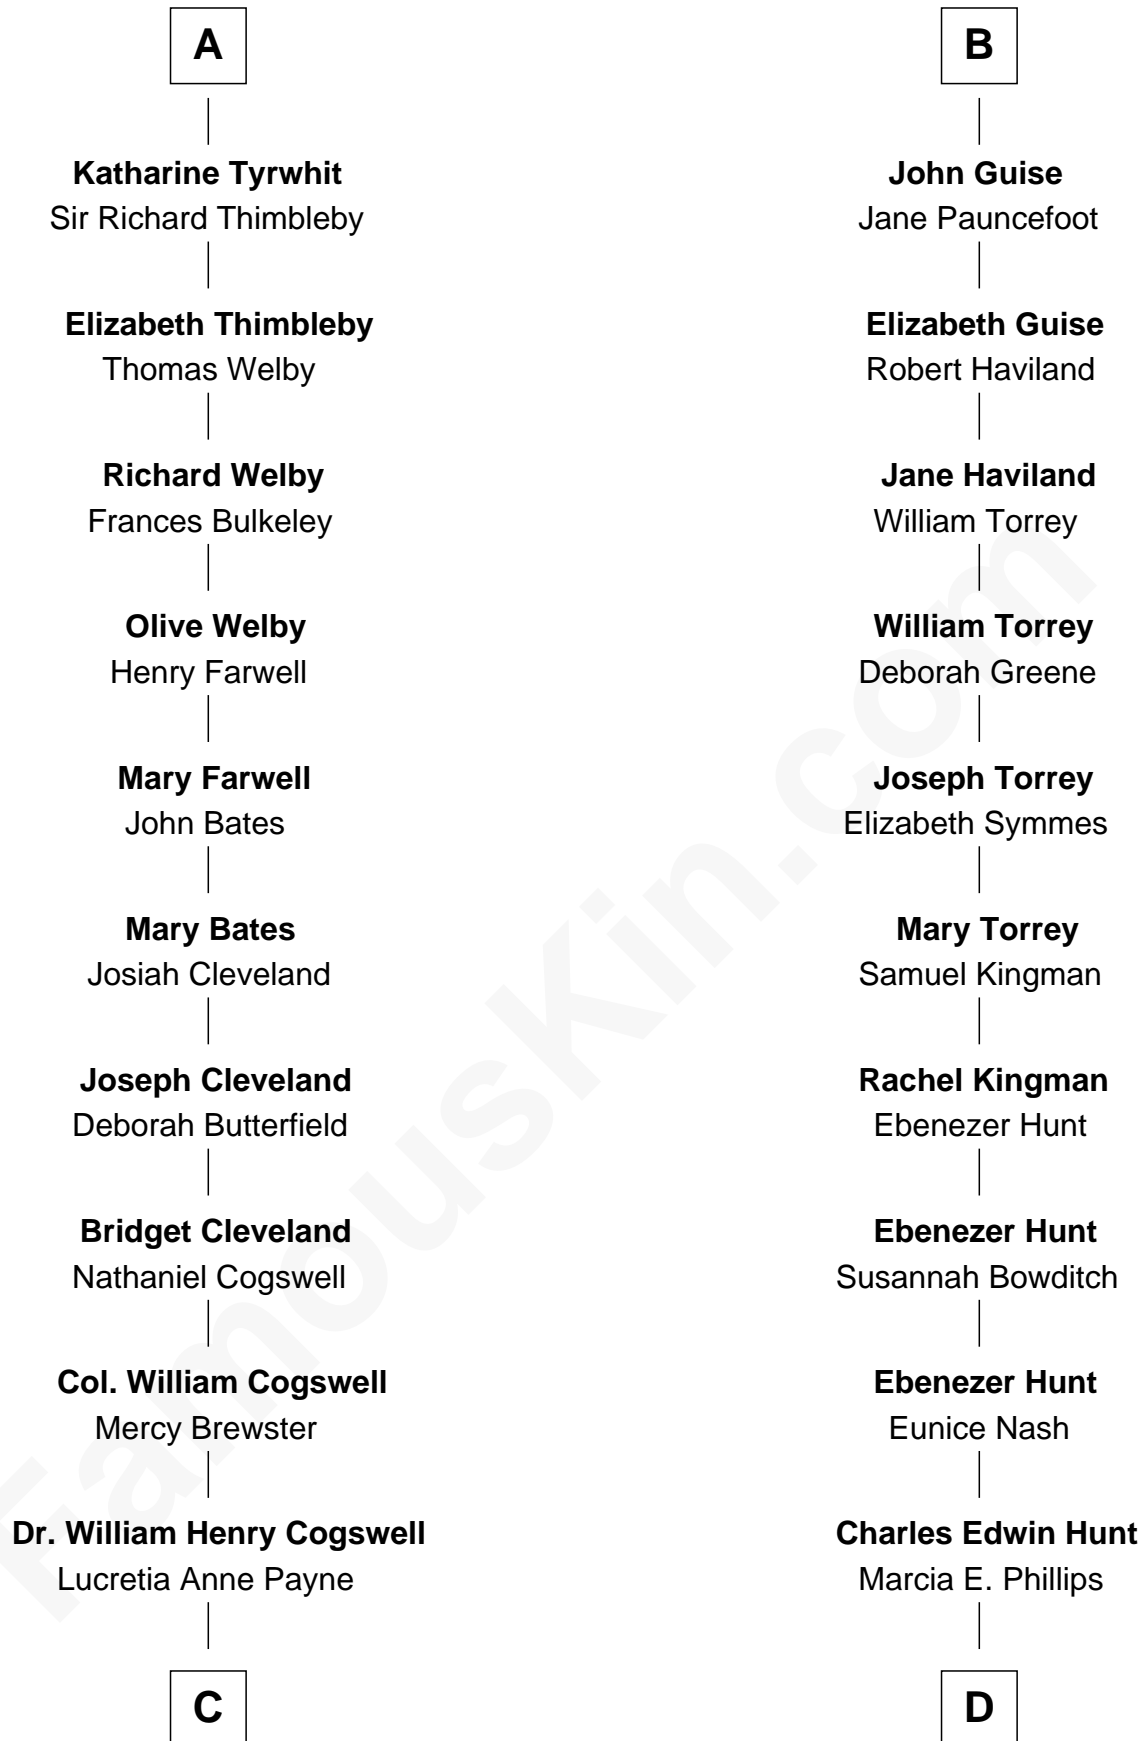 A
Katharine Tyrwhit
Sir Richard Thimbleby
Elizabeth Thimbleby
Thomas Welby
Richard Welby
Frances Bulkeley
Olive Welby
Henry Farwell
Mary Farwell
John Bates
Mary Bates
Josiah Cleveland
Joseph Cleveland
Deborah Butterfield
Bridget Cleveland
Nathaniel Cogswell
Col. William Cogswell
Mercy Brewster
Dr. William Henry Cogswell
Lucretia Anne Payne
C
B
John Guise
Jane Pauncefoot
Elizabeth Guise
Robert Haviland
Jane Haviland
William Torrey
William Torrey
Deborah Greene
Joseph Torrey
Elizabeth Symmes
Mary Torrey
Samuel Kingman
Rachel Kingman
Ebenezer Hunt
Ebenezer Hunt
Susannah Bowditch
Ebenezer Hunt
Eunice Nash
Charles Edwin Hunt
Marcia E. Phillips
D
FamousKin.com